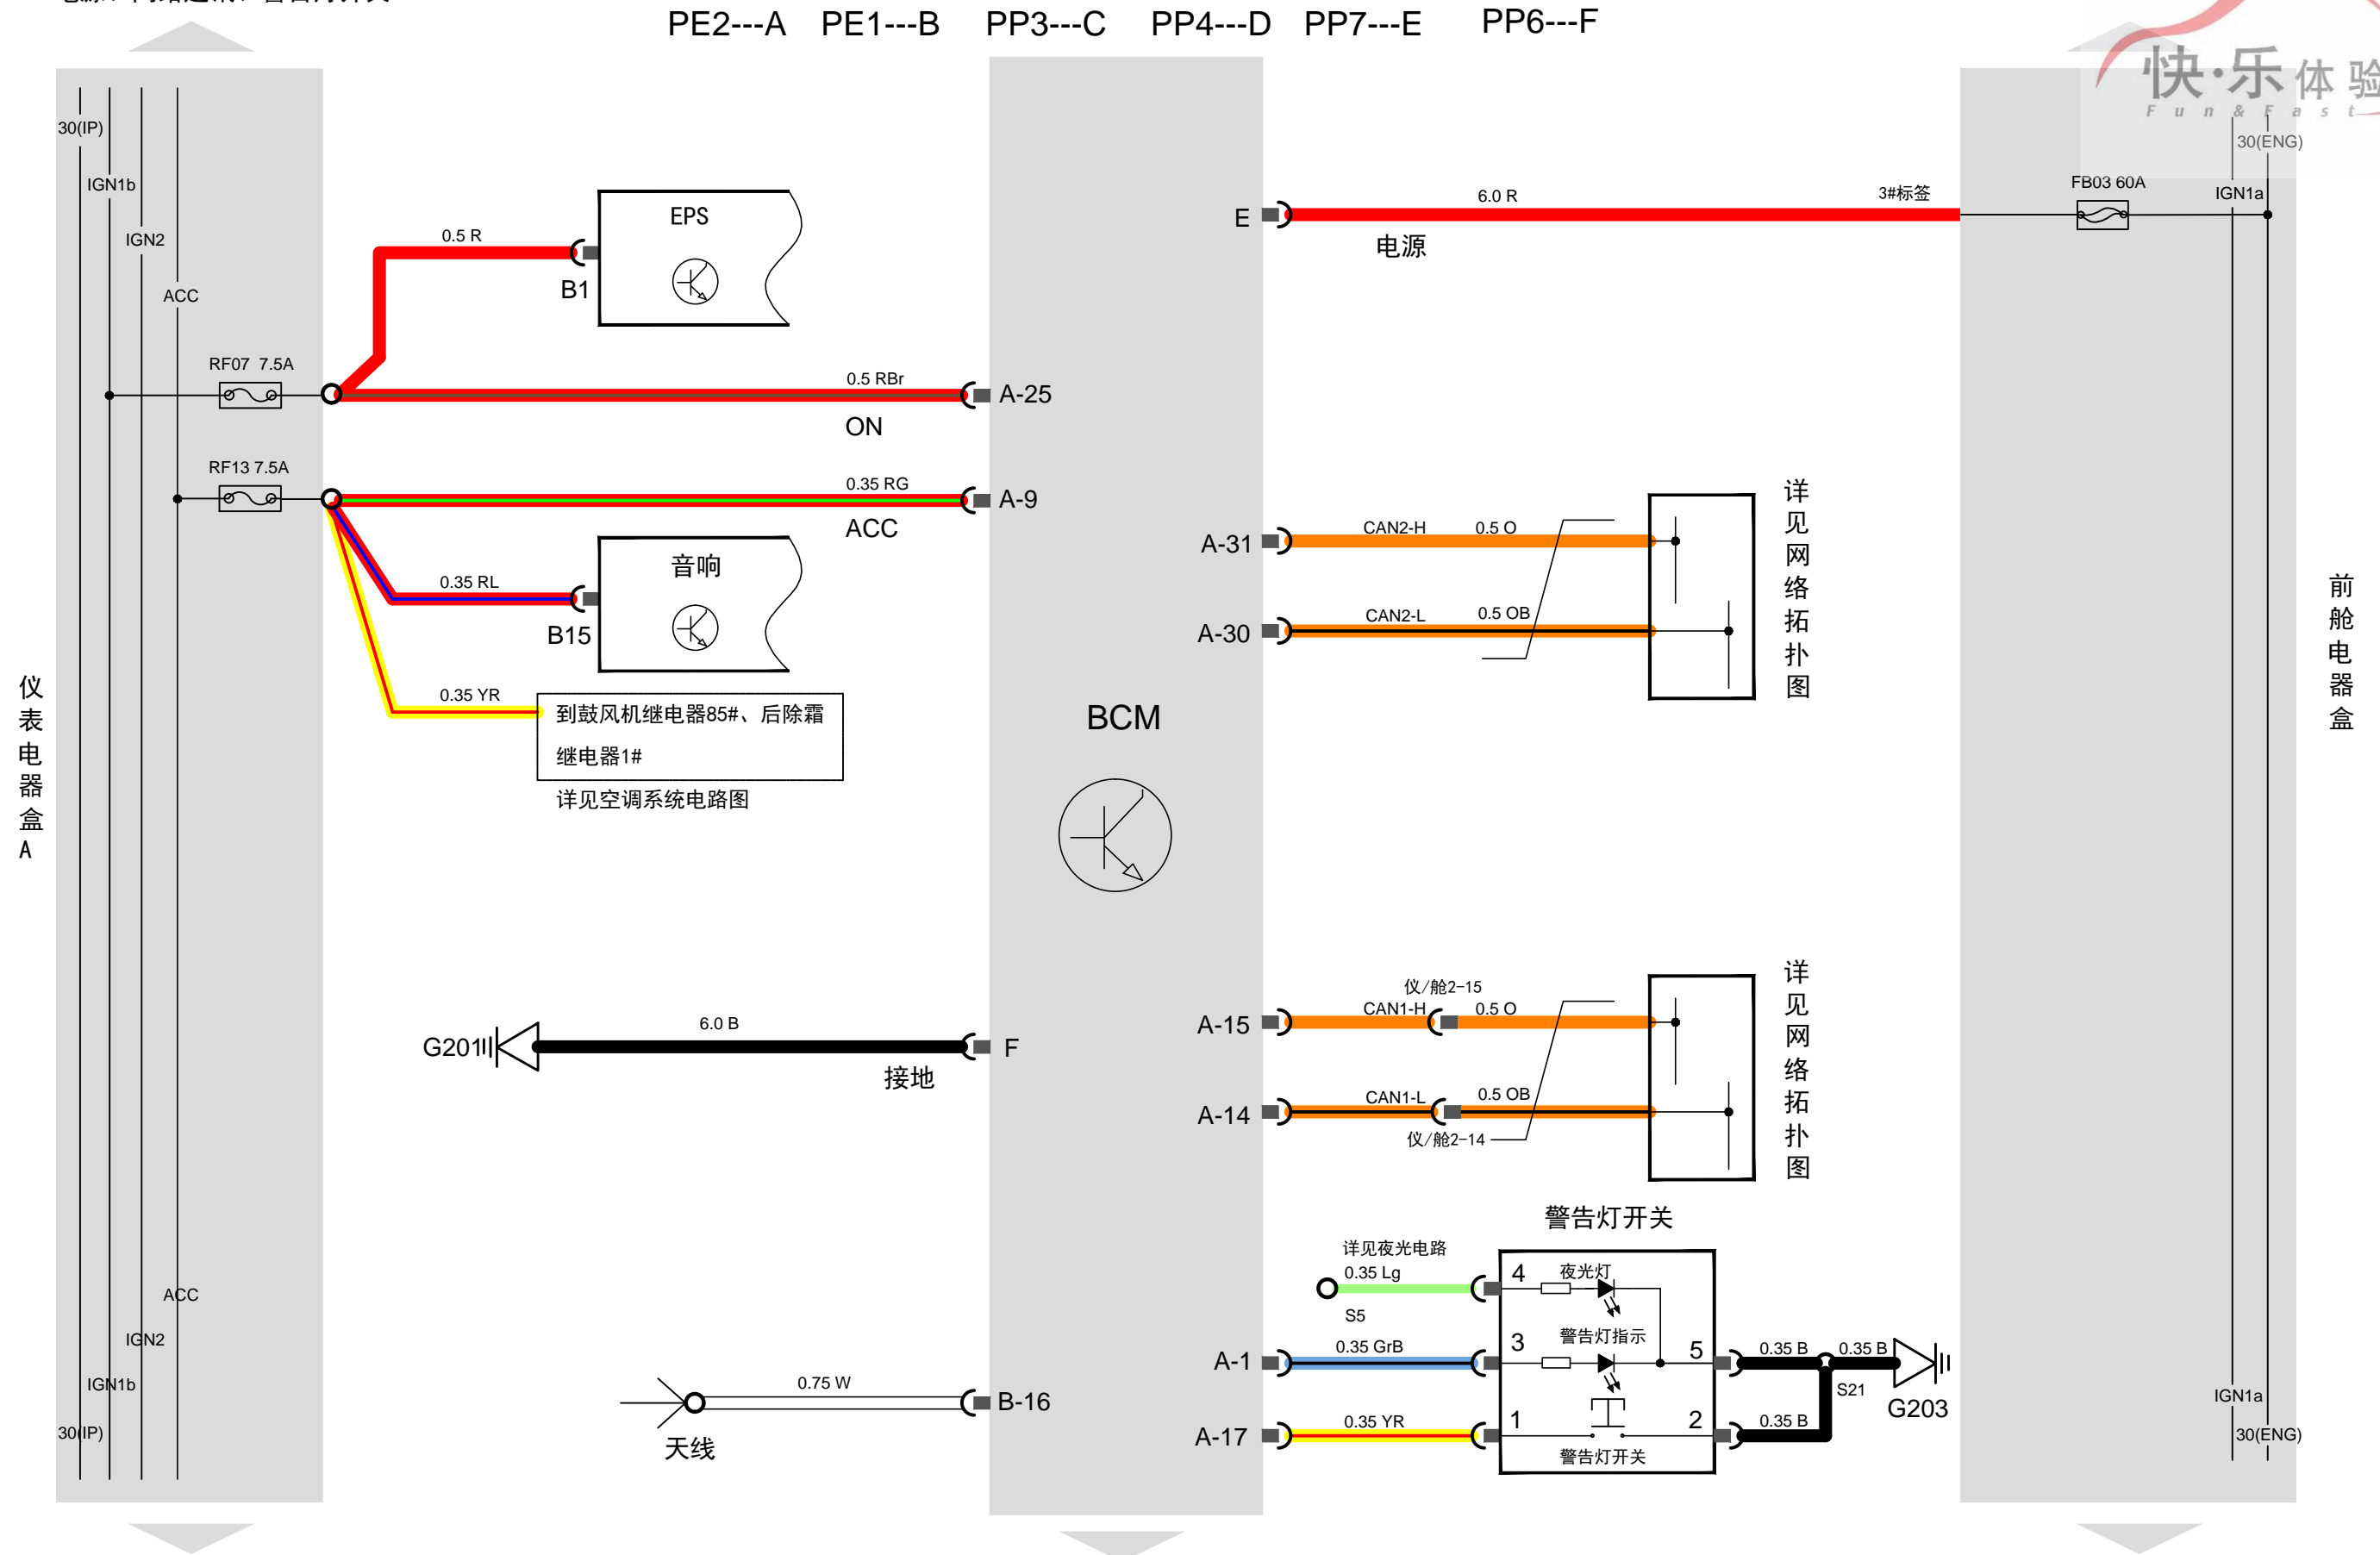 PE2---A PE1---B PP3---C PP4---D PP7---E PP6---F
快·乐体验
Fun & East
30(IP)
IGN1b
IGN2
ACC
RF07 7.5A
RF13 7.5A
仪表电器盒A
ACC
IGN2
IGN1b
30(IP)
0.5 R
B1
EPS
0.5 RBr
ON
A-25
0.35 RG
ACC
A-9
0.35 RL
B15
音响
0.35 YR
到鼓风机继电器85#、后除霜
继电器1#
详见空调系统电路图
G201
6.0 B
接地
F
0.75 W
天线
B-16
BCM
E
6.0 R
3#标签
电源
FB03 60A
30(ENG)
IGN1a
A-31
CAN2-H 0.5 O
A-30
CAN2-L 0.5 OB
详见网络拓扑图
前舱电器盒
仪/舱2-15
A-15
CAN1-H 0.5 O
A-14
CAN1-L 0.5 OB
仪/舱2-14
详见网络拓扑图
警告灯开关
详见夜光电路
0.35 Lg
S5
4
夜光灯
A-1
0.35 GrB
3
警告灯指示
5
0.35 B
0.35 B
S21
G203
A-17
0.35 YR
1
2
0.35 B
警告灯开关
IGN1a
30(ENG)